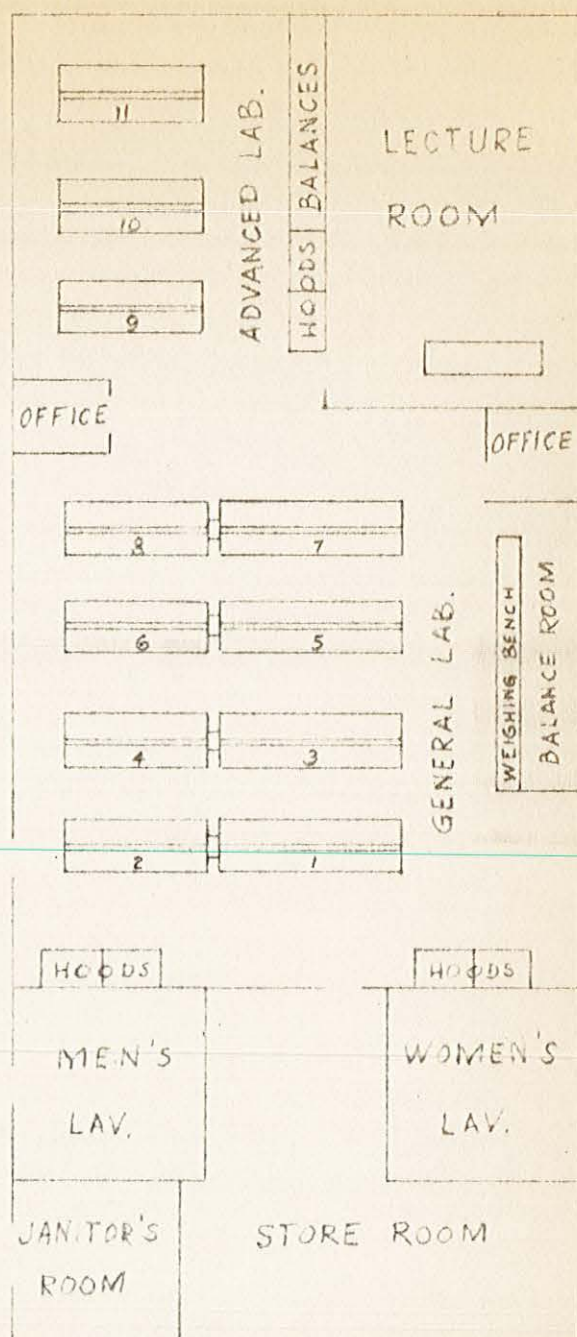 11
10
9
ADVANCED LAB.
BALANCES
HOODS
LECTURE
ROOM
OFFICE
OFFICE
8
7
6
5
4
3
2
1
GENERAL LAB.
WEIGHING BENCH
BALANCE ROOM
HOODS
HOODS
MEN'S
LAV.
WOMEN'S
LAV.
JANITOR'S
ROOM
STORE ROOM